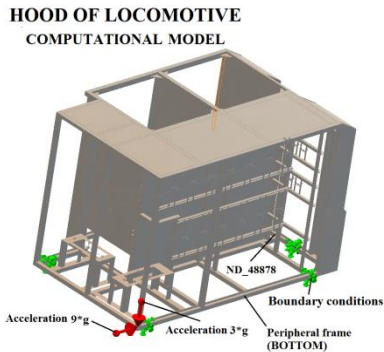 HOOD OF LOCOMOTIVE
COMPUTATIONAL MODEL
ND_48878
Boundary conditions
Acceleration 9*g
Acceleration 3*g
Peripheral frame
(BOTTOM)